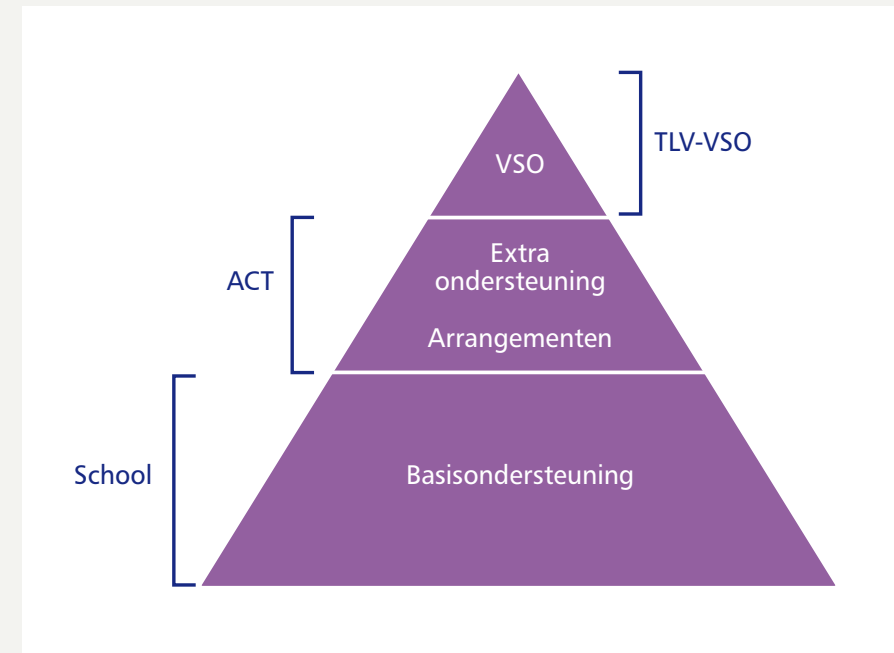 VSO
TLV-VSO
Extra
ondersteuning
ACT
Arrangementen
School
Basisondersteuning